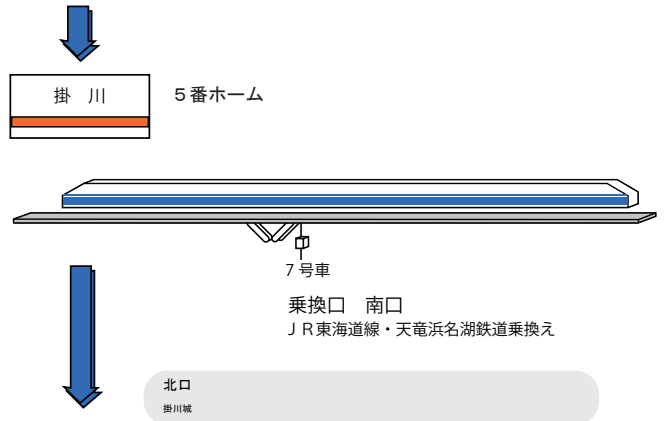 掛　川
５番ホーム
７号車
乗換口　南口
ＪＲ東海道線・天竜浜名湖鉄道乗換え
北口
掛川城